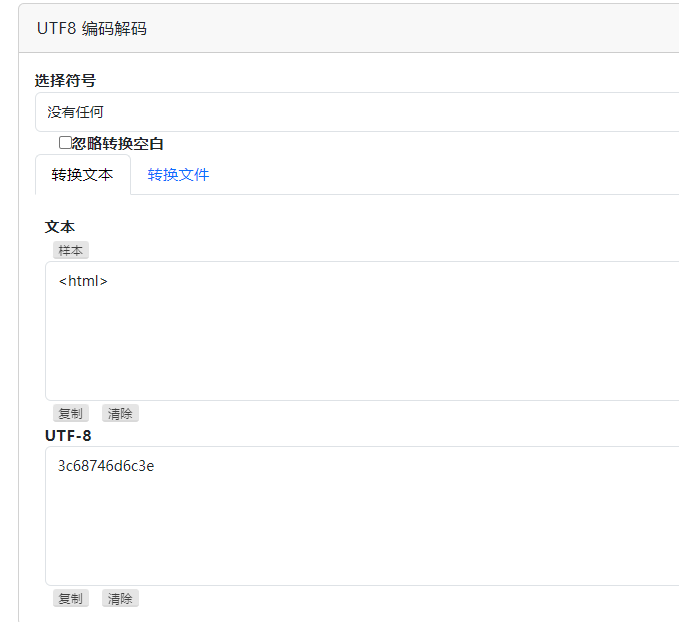 UTF8 编码解码
选择符号
没有任何
忽略转换空白
转换文本 转换文件
文本
样本
<html>
复制 清除
UTF-8
3c68746d6c3e
复制 清除